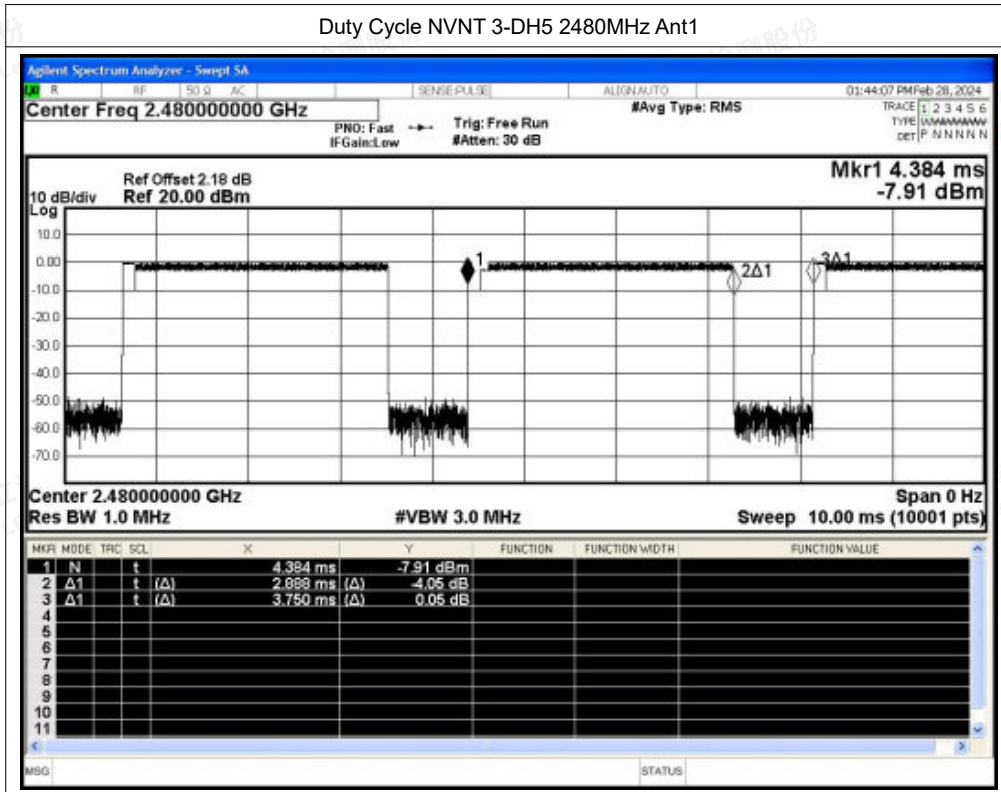 Duty Cycle NVNT 3-DH5 2480MHz Ant1
Agilent Spectrum Analyzer - Swept SA
R RF 50 Ω AC SENSE:PULSE ALIGN AUTO 01:44:07 PM Feb 28, 2024
Center Freq 2.480000000 GHz #Avg Type: RMS TRACE 1 2 3 4 5 6
PNO: Fast Trig: Free Run TYPE WWWWWW
IFGain:Low #Atten: 30 dB DET P N N N N N
Mkr1 4.384 ms
Ref Offset 2.18 dB
10 dB/div Ref 20.00 dBm -7.91 dBm
Log
10.0
0.00
1 2Δ1 3Δ1
-10.0
-20.0
-30.0
-40.0
-50.0
-60.0
-70.0
Center 2.480000000 GHz Span 0 Hz
Res BW 1.0 MHz #VBW 3.0 MHz Sweep 10.00 ms (10001 pts)
MKR MODE TRC SCL X Y FUNCTION FUNCTION WIDTH FUNCTION VALUE
1 N t 4.384 ms -7.91 dBm
2 Δ1 t (Δ) 2.888 ms (Δ) -4.05 dB
3 Δ1 t (Δ) 3.750 ms (Δ) 0.05 dB
4
5
6
7
8
9
10
11
MSG STATUS